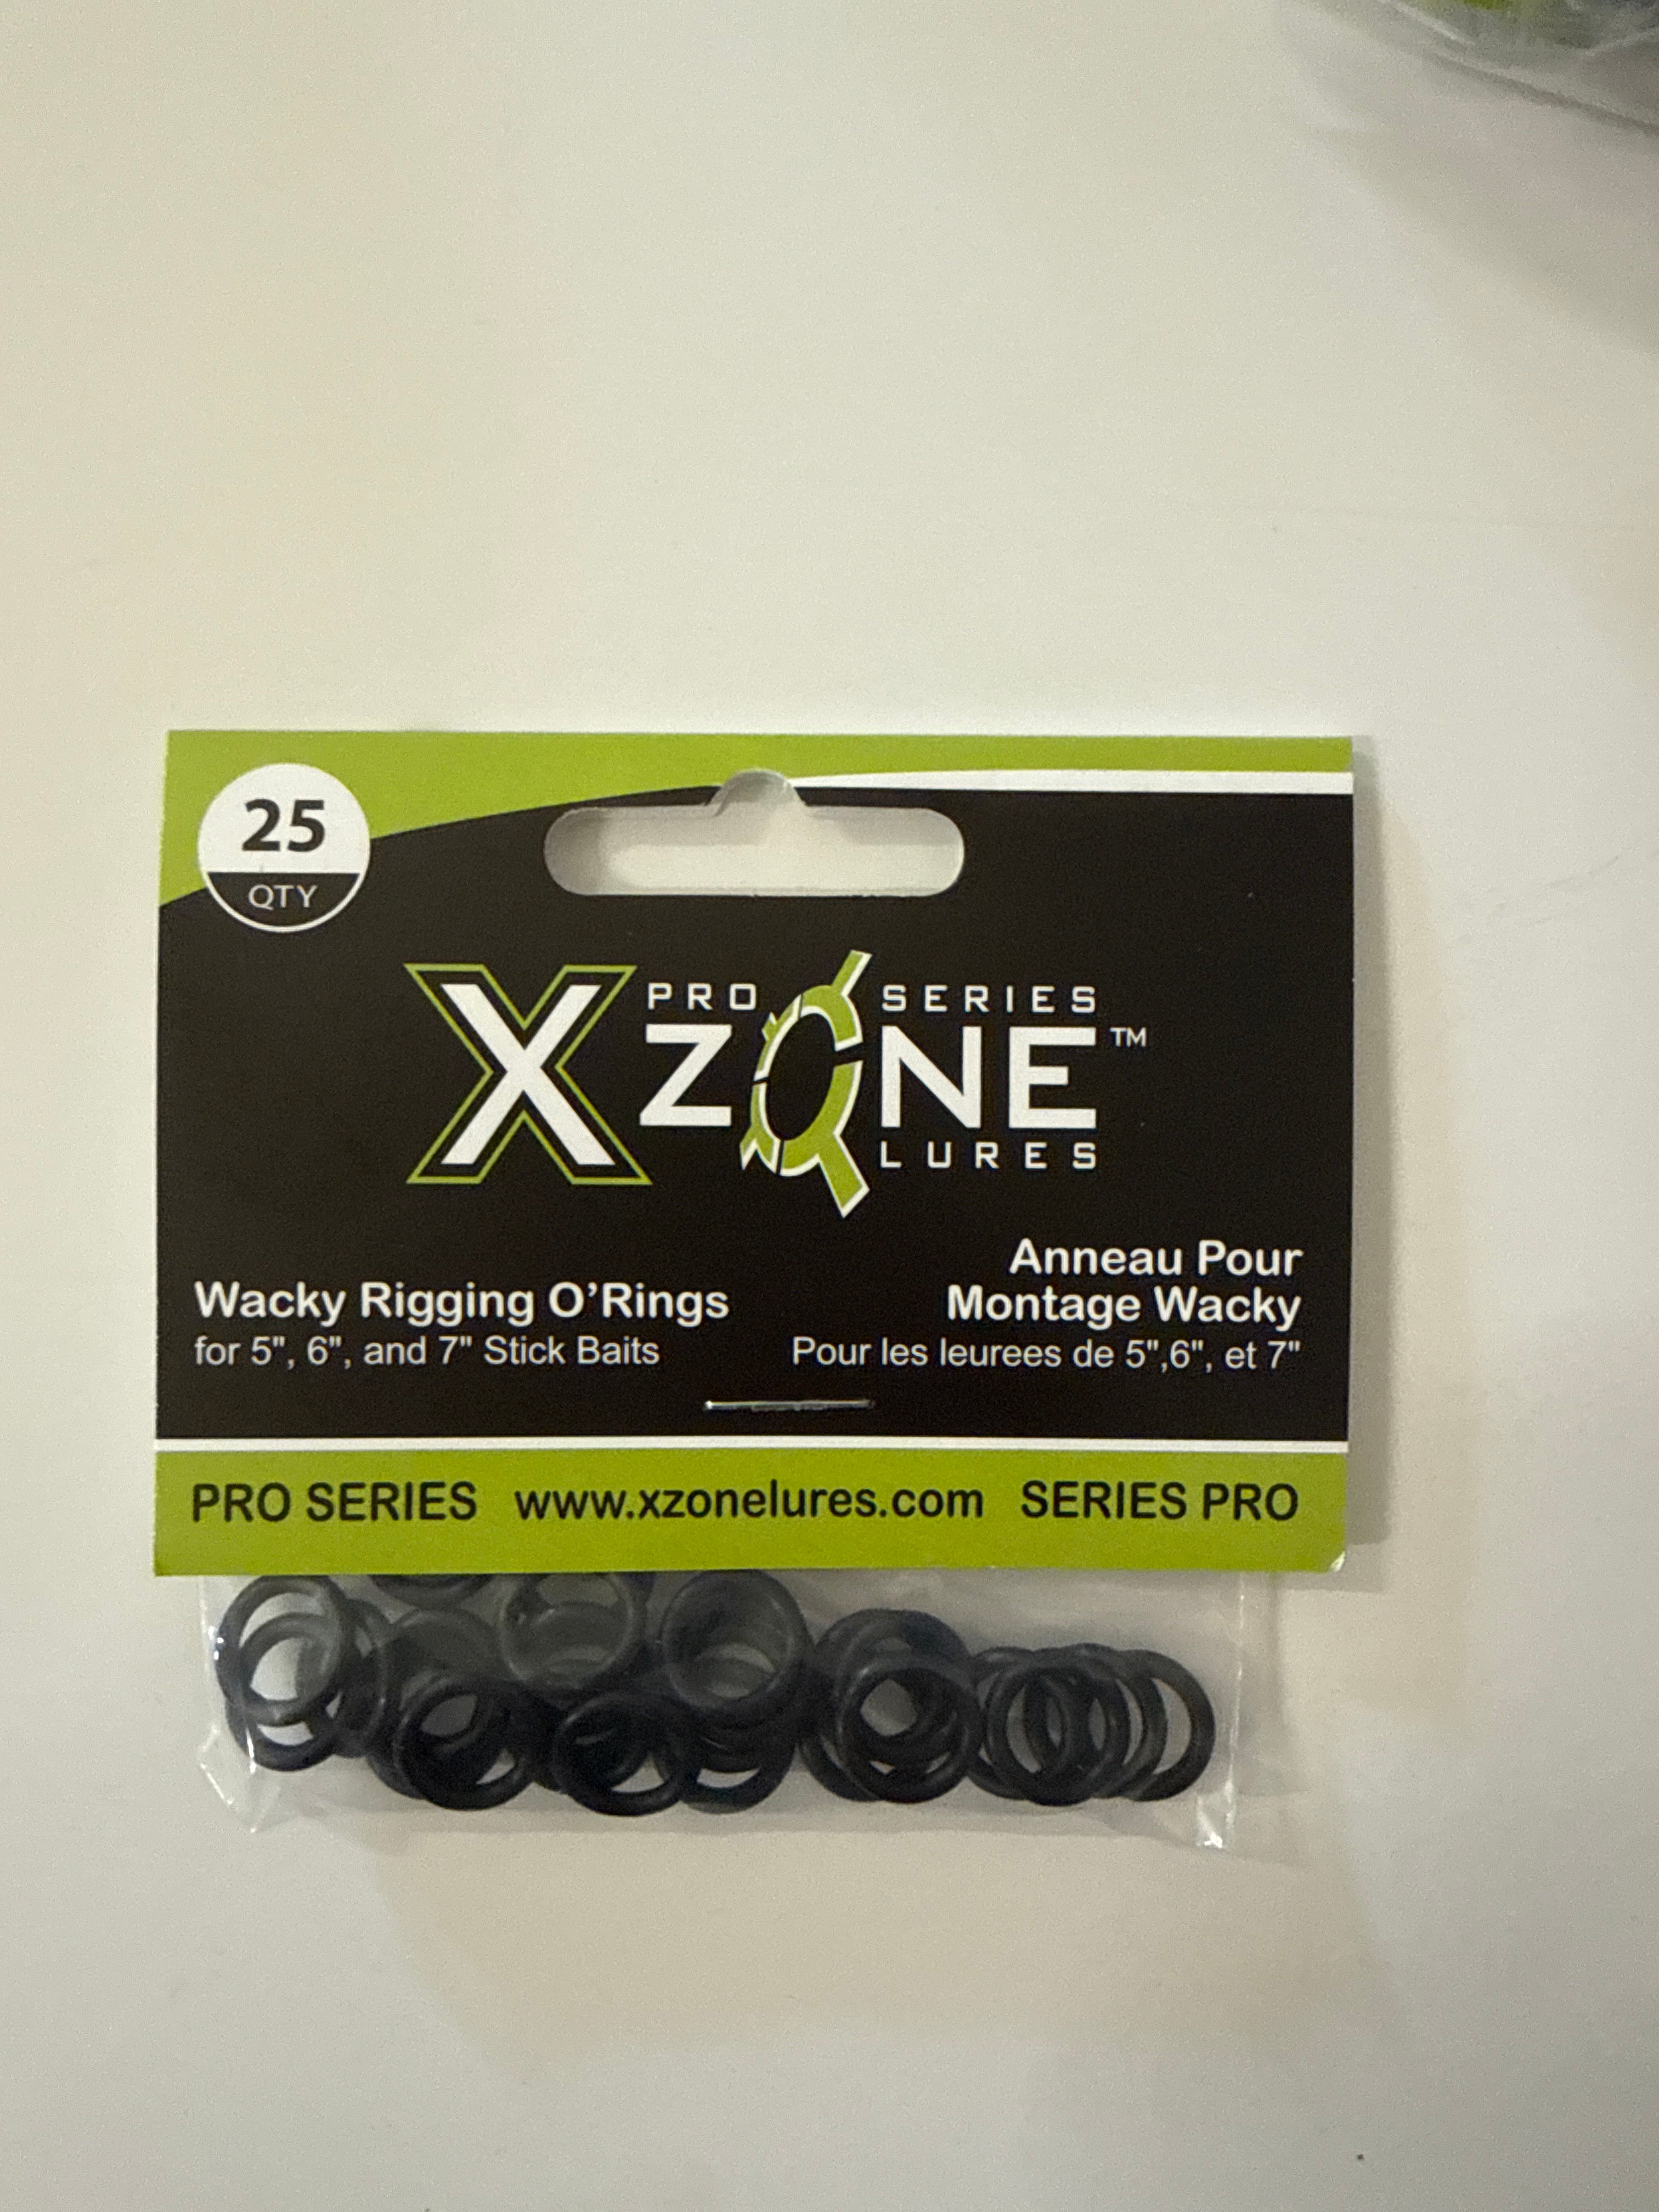 25
QTY
PRO SERIES
X ZONE™
LURES
Wacky Rigging O'Rings
for 5", 6", and 7" Stick Baits
Anneau Pour
Montage Wacky
Pour les leurees de 5",6", et 7"
PRO SERIES www.xzonelures.com SERIES PRO